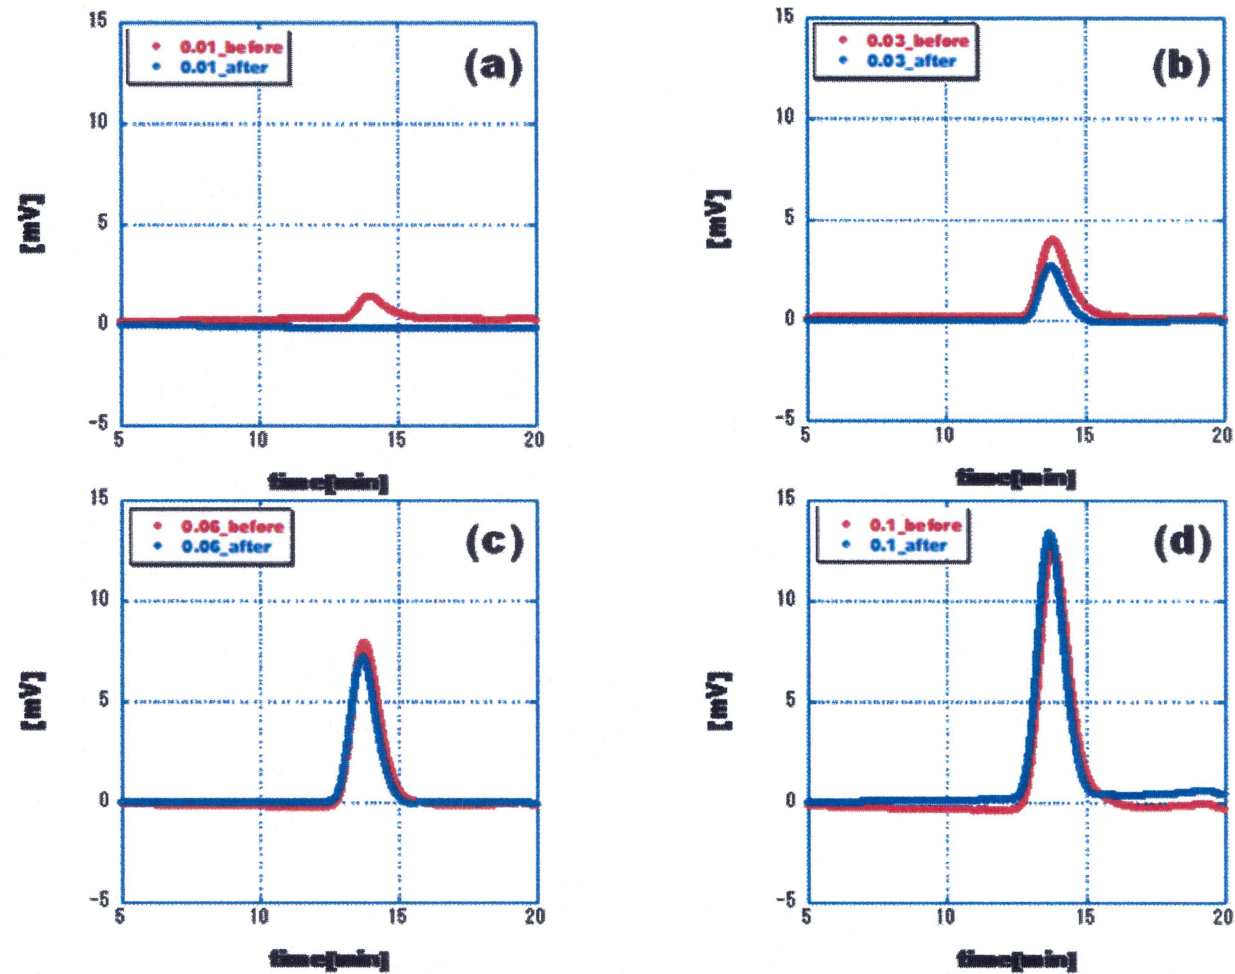 15
0.01_before
0.01_after
(a)
10
5
0
-5
[mV]
5 10 15 20
time[min]
15
0.03_before
0.03_after
(b)
10
5
0
-5
[mV]
5 10 15 20
time[min]
15
0.06_before
0.06_after
(c)
10
5
0
-5
[mV]
5 10 15 20
time[min]
15
0.1_before
0.1_after
(d)
10
5
0
-5
[mV]
5 10 15 20
time[min]